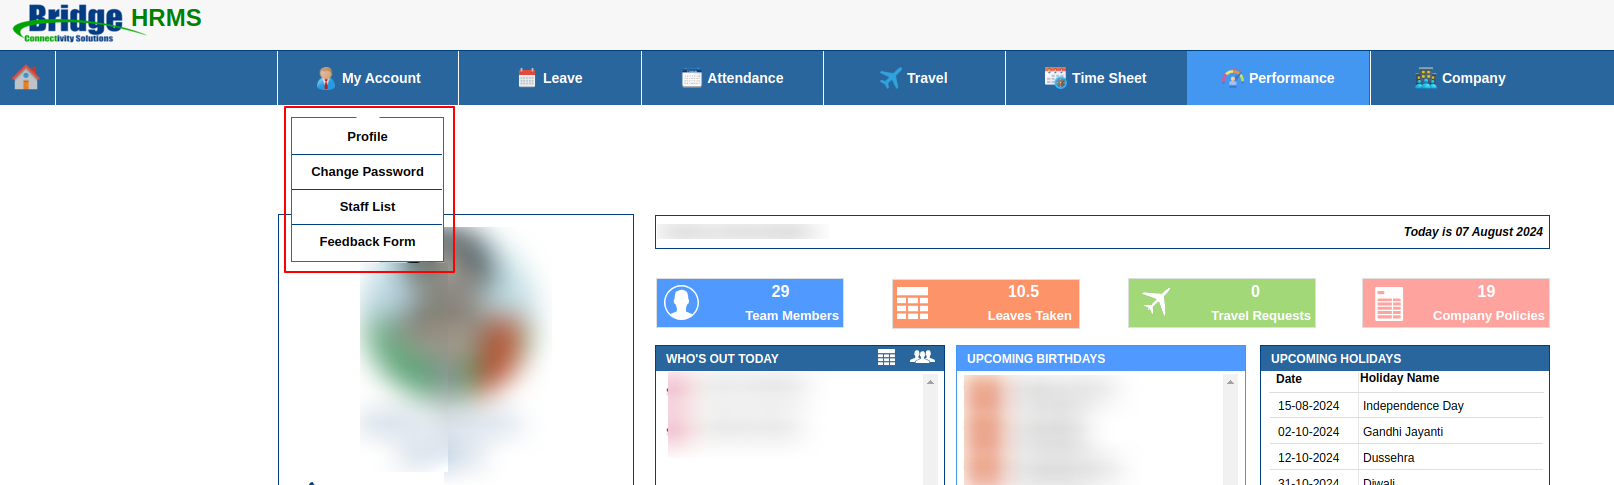 Bridge HRMS
Connectivity Solutions
My Account Leave Attendance Travel Time Sheet Performance Company
Profile
Change Password
Staff List
Feedback Form
Today is 07 August 2024
29 10.5 0 19
Team Members Leaves Taken Travel Requests Company Policies
WHO'S OUT TODAY UPCOMING BIRTHDAYS UPCOMING HOLIDAYS
Date Holiday Name
15-08-2024 Independence Day
02-10-2024 Gandhi Jayanti
12-10-2024 Dussehra
31-10-2024 Diwali